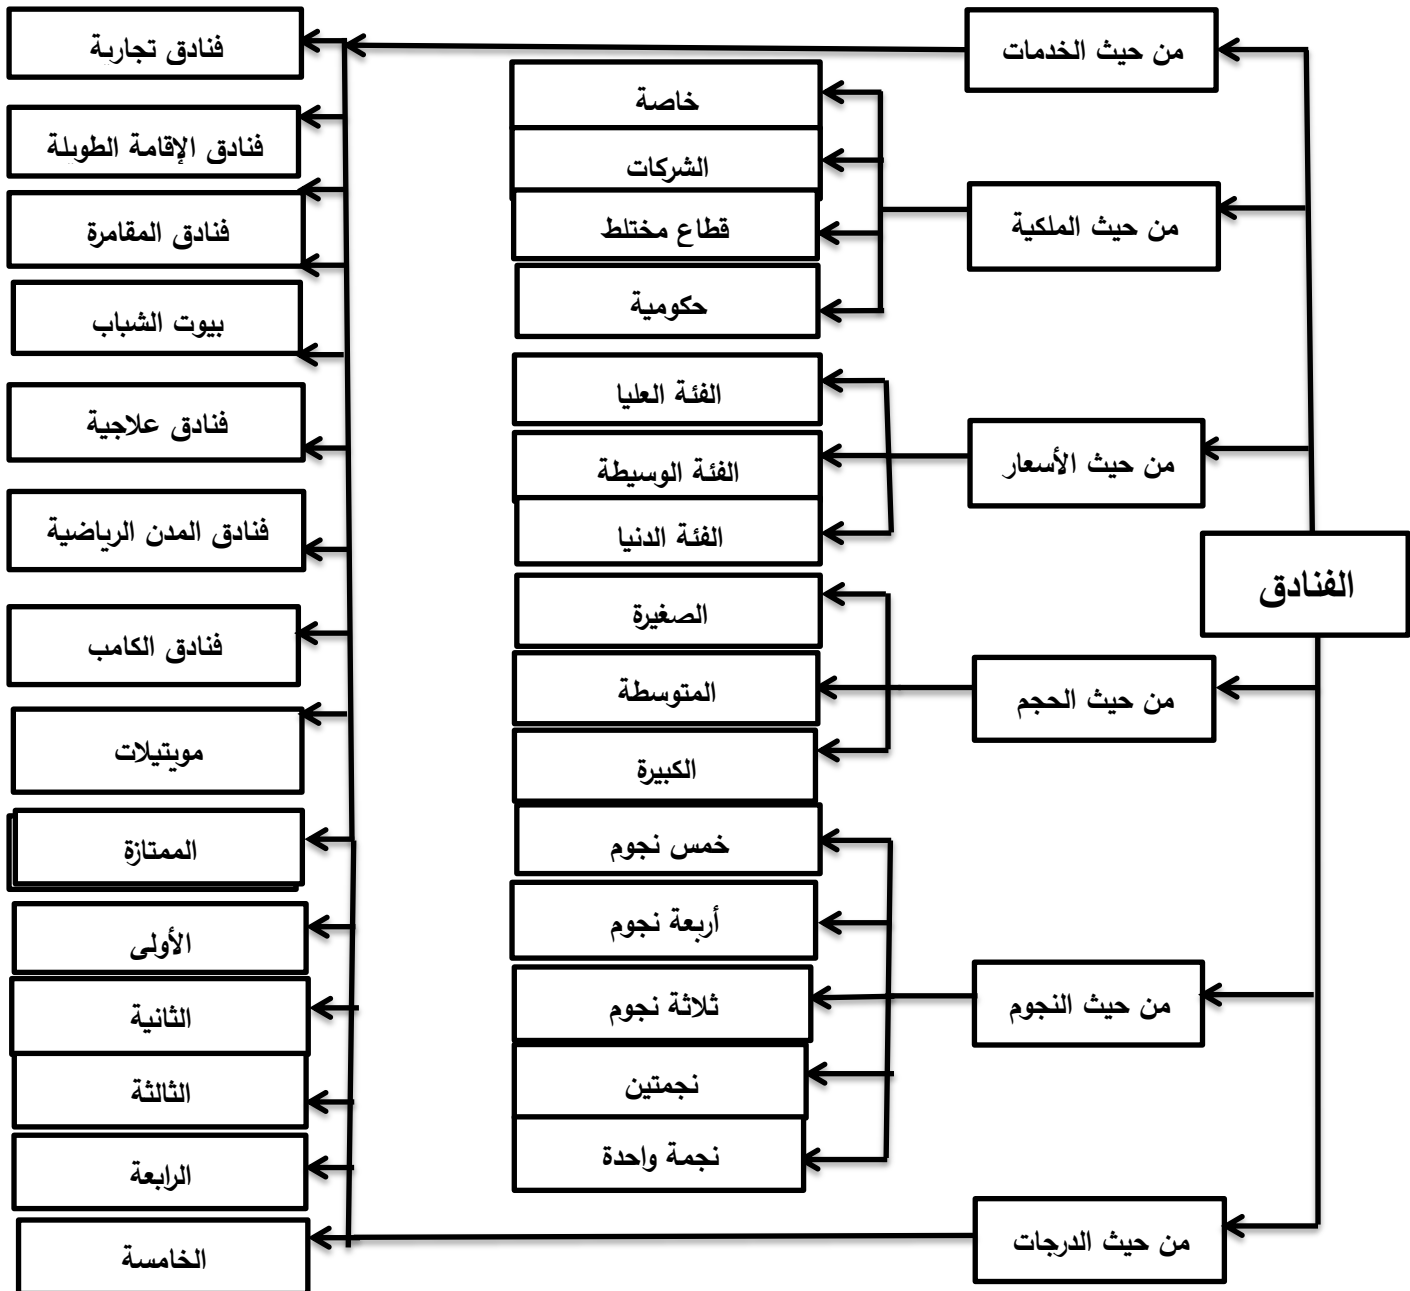 الفنادق
من حيث الخدمات
فنادق تجارية
فنادق الإقامة الطويلة
فنادق المقامرة
بيوت الشباب
فنادق علاجية
فنادق المدن الرياضية
فنادق الكامب
موبتيلات
من حيث الملكية
خاصة
الشركات
قطاع مختلط
حكومية
من حيث الأسعار
الفئة العليا
الفئة الوسيطة
الفئة الدنيا
من حيث الحجم
الصغيرة
المتوسطة
الكبيرة
من حيث النجوم
خمس نجوم
أربعة نجوم
ثلاثة نجوم
نجمتين
نجمة واحدة
من حيث الدرجات
الممتازة
الأولى
الثانية
الثالثة
الرابعة
الخامسة